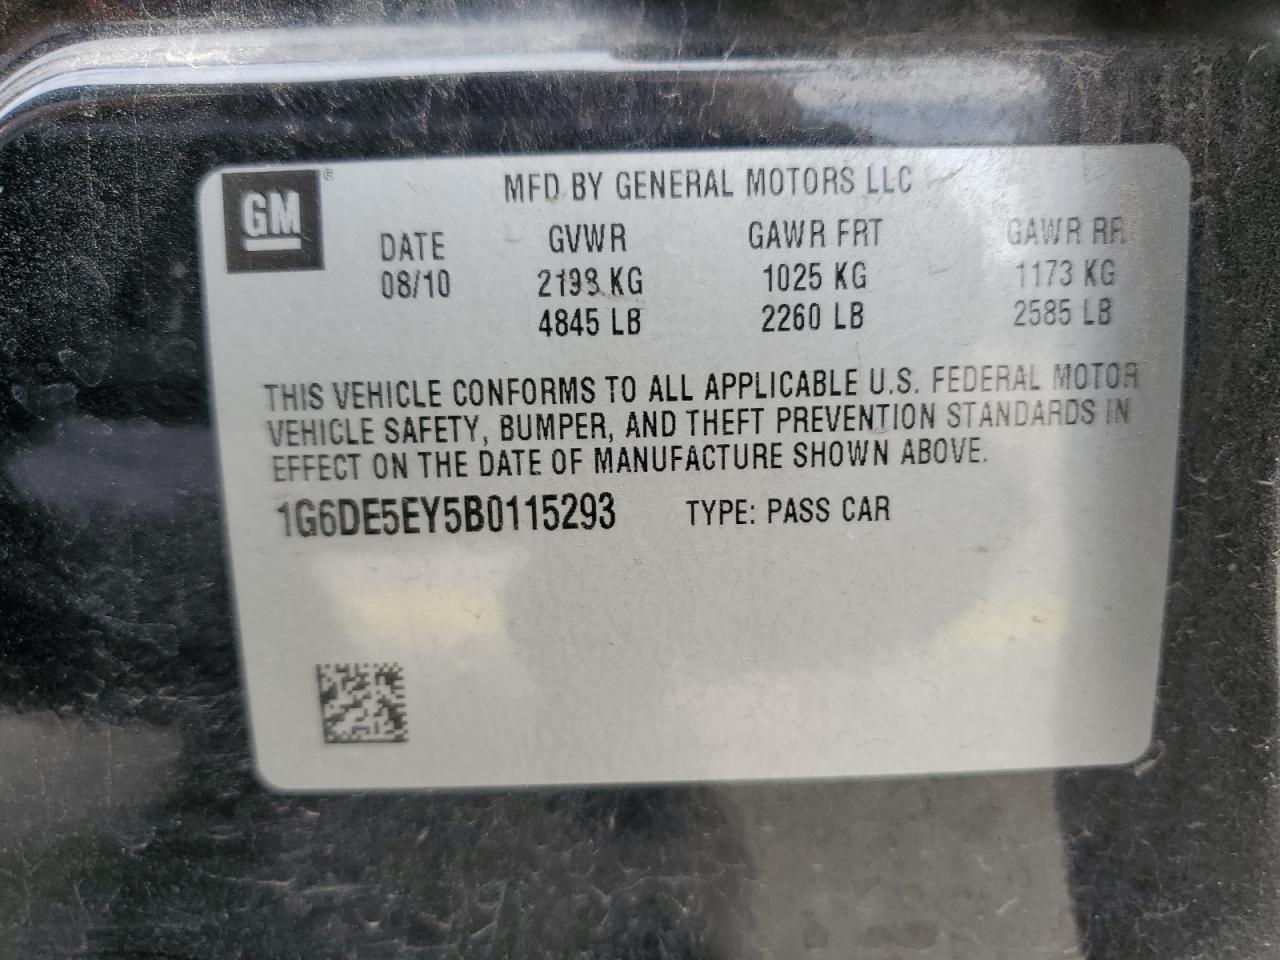 GM ®
MFD BY GENERAL MOTORS LLC
DATE GVWR GAWR FRT GAWR RR
08/10 2198 KG 1025 KG 1173 KG
4845 LB 2260 LB 2585 LB
THIS VEHICLE CONFORMS TO ALL APPLICABLE U.S. FEDERAL MOTOR
VEHICLE SAFETY, BUMPER, AND THEFT PREVENTION STANDARDS IN
EFFECT ON THE DATE OF MANUFACTURE SHOWN ABOVE.
1G6DE5EY5B0115293 TYPE: PASS CAR